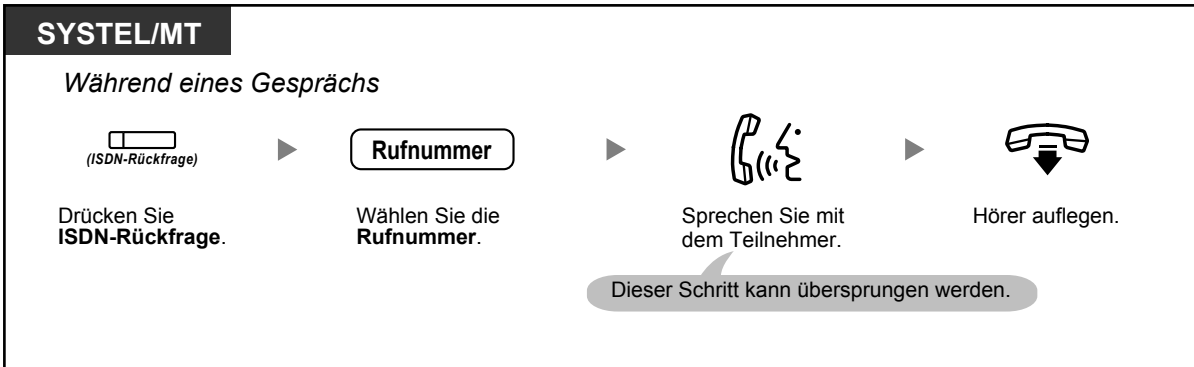 SYSTEL/MT
Während eines Gesprächs
(ISDN-Rückfrage)
Rufnummer
Drücken Sie
ISDN-Rückfrage.
Wählen Sie die
Rufnummer.
Sprechen Sie mit
dem Teilnehmer.
Hörer auflegen.
Dieser Schritt kann übersprungen werden.